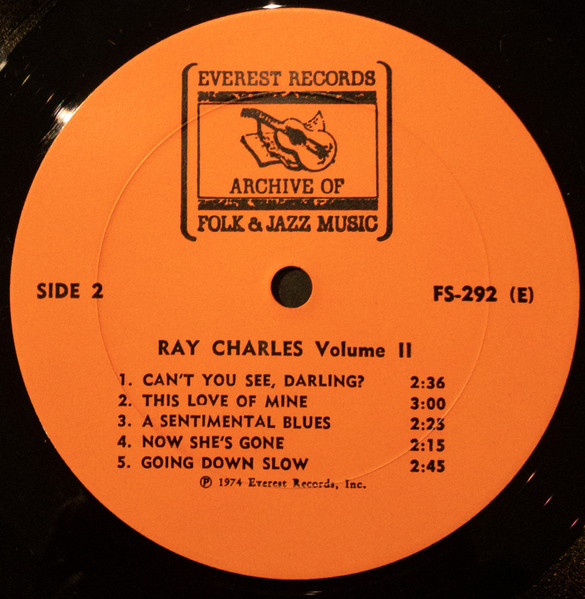 EVEREST RECORDS
ARCHIVE OF
FOLK & JAZZ MUSIC
SIDE 2 FS-292 (E)
RAY CHARLES Volume II
1. CAN'T YOU SEE, DARLING? 2:36
2. THIS LOVE OF MINE 3:00
3. A SENTIMENTAL BLUES 2:23
4. NOW SHE'S GONE 2:15
5. GOING DOWN SLOW 2:45
℗ 1974 Everest Records, Inc.